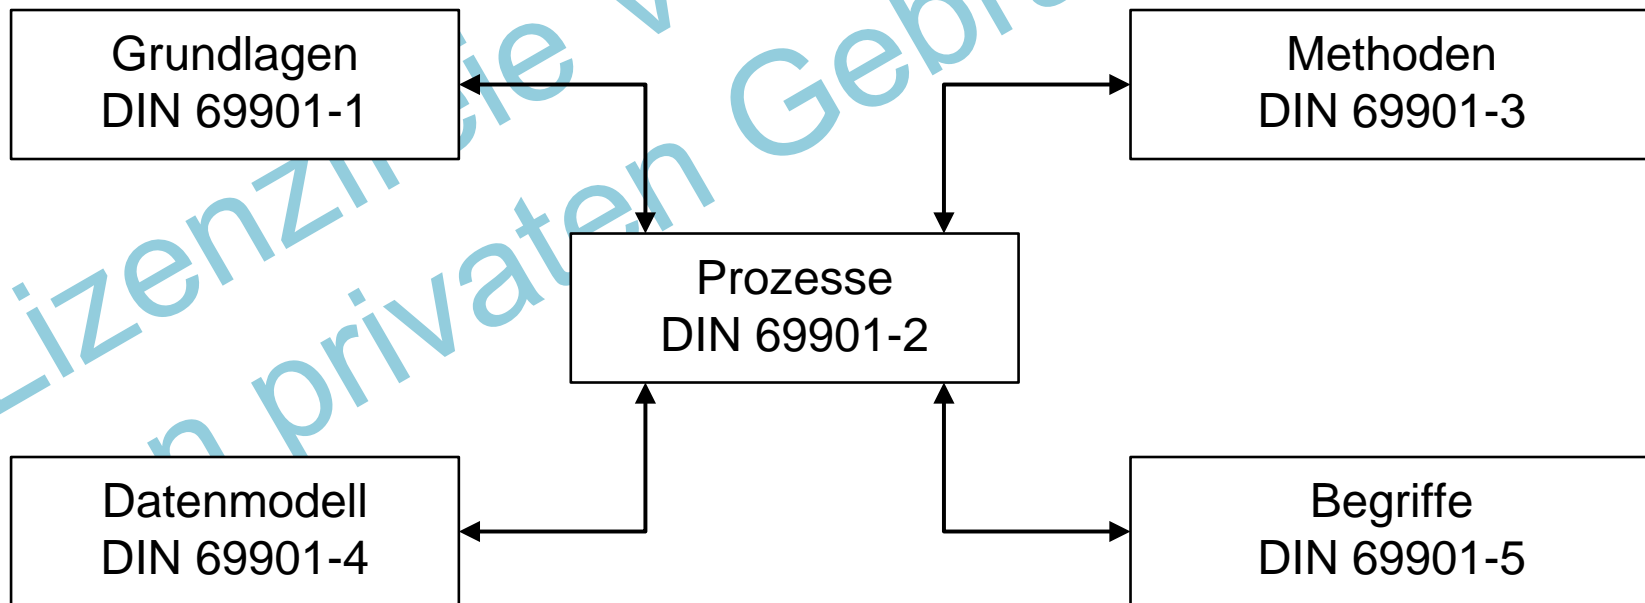 Grundlagen
DIN 69901-1
Methoden
DIN 69901-3
Prozesse
DIN 69901-2
Datenmodell
DIN 69901-4
Begriffe
DIN 69901-5
privaten